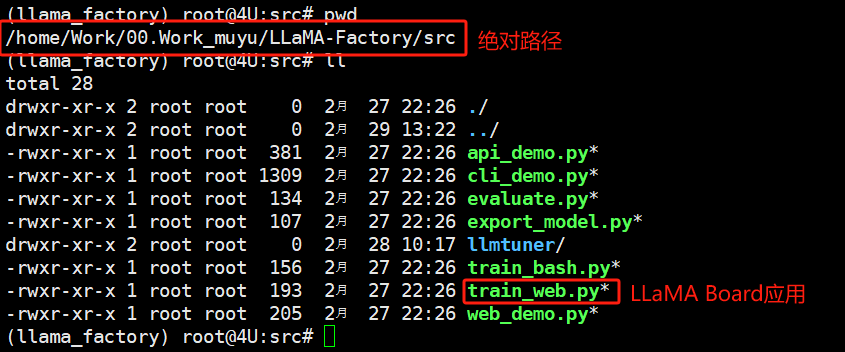 (llama_factory) root@4U:src# pwd
/home/Work/00.Work_muyu/LLaMA-Factory/src 绝对路径
(llama_factory) root@4U:src# ll
total 28
drwxr-xr-x 2 root root    0  2月  27 22:26 ./
drwxr-xr-x 2 root root    0  2月  29 13:22 ../
-rwxr-xr-x 1 root root  381  2月  27 22:26 api_demo.py*
-rwxr-xr-x 1 root root 1309  2月  27 22:26 cli_demo.py*
-rwxr-xr-x 1 root root  134  2月  27 22:26 evaluate.py*
-rwxr-xr-x 1 root root  107  2月  27 22:26 export_model.py*
drwxr-xr-x 2 root root    0  2月  28 10:17 llmtuner/
-rwxr-xr-x 1 root root  156  2月  27 22:26 train_bash.py*
-rwxr-xr-x 1 root root  193  2月  27 22:26 train_web.py* LLaMA Board应用
-rwxr-xr-x 1 root root  205  2月  27 22:26 web_demo.py*
(llama_factory) root@4U:src#